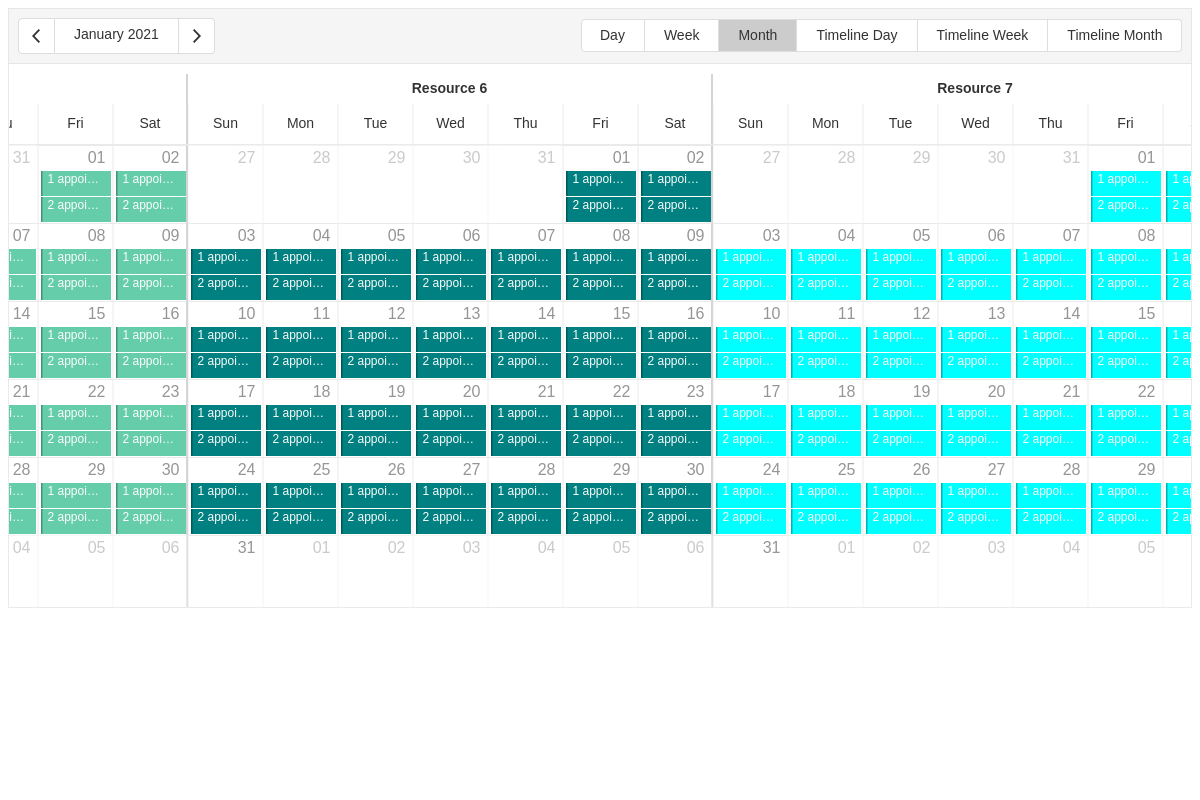 January 2021 Day Week Month Timeline Day Timeline Week Timeline Month
Resource 6 Resource 7
Fri Sat Sun Mon Tue Wed Thu Fri Sat Sun Mon Tue Wed Thu Fri
31 01 02 27 28 29 30 31 01 02 27 28 29 30 31 01
1 appoi… 1 appoi… 1 appoi… 1 appoi… 1 appoi…
2 appoi… 2 appoi… 2 appoi… 2 appoi… 2 appoi…
07 08 09 03 04 05 06 07 08 09 03 04 05 06 07 08
1 appoi… 1 appoi… 1 appoi… 1 appoi… 1 appoi… 1 appoi… 1 appoi… 1 appoi… 1 appoi… 1 appoi… 1 appoi… 1 appoi… 1 appoi… 1 appoi… 1 appoi…
2 appoi… 2 appoi… 2 appoi… 2 appoi… 2 appoi… 2 appoi… 2 appoi… 2 appoi… 2 appoi… 2 appoi… 2 appoi… 2 appoi… 2 appoi… 2 appoi… 2 appoi…
14 15 16 10 11 12 13 14 15 16 10 11 12 13 14 15
1 appoi… 1 appoi… 1 appoi… 1 appoi… 1 appoi… 1 appoi… 1 appoi… 1 appoi… 1 appoi… 1 appoi… 1 appoi… 1 appoi… 1 appoi… 1 appoi… 1 appoi…
2 appoi… 2 appoi… 2 appoi… 2 appoi… 2 appoi… 2 appoi… 2 appoi… 2 appoi… 2 appoi… 2 appoi… 2 appoi… 2 appoi… 2 appoi… 2 appoi… 2 appoi…
21 22 23 17 18 19 20 21 22 23 17 18 19 20 21 22
1 appoi… 1 appoi… 1 appoi… 1 appoi… 1 appoi… 1 appoi… 1 appoi… 1 appoi… 1 appoi… 1 appoi… 1 appoi… 1 appoi… 1 appoi… 1 appoi… 1 appoi…
2 appoi… 2 appoi… 2 appoi… 2 appoi… 2 appoi… 2 appoi… 2 appoi… 2 appoi… 2 appoi… 2 appoi… 2 appoi… 2 appoi… 2 appoi… 2 appoi… 2 appoi…
28 29 30 24 25 26 27 28 29 30 24 25 26 27 28 29
1 appoi… 1 appoi… 1 appoi… 1 appoi… 1 appoi… 1 appoi… 1 appoi… 1 appoi… 1 appoi… 1 appoi… 1 appoi… 1 appoi… 1 appoi… 1 appoi… 1 appoi…
2 appoi… 2 appoi… 2 appoi… 2 appoi… 2 appoi… 2 appoi… 2 appoi… 2 appoi… 2 appoi… 2 appoi… 2 appoi… 2 appoi… 2 appoi… 2 appoi… 2 appoi…
04 05 06 31 01 02 03 04 05 06 31 01 02 03 04 05